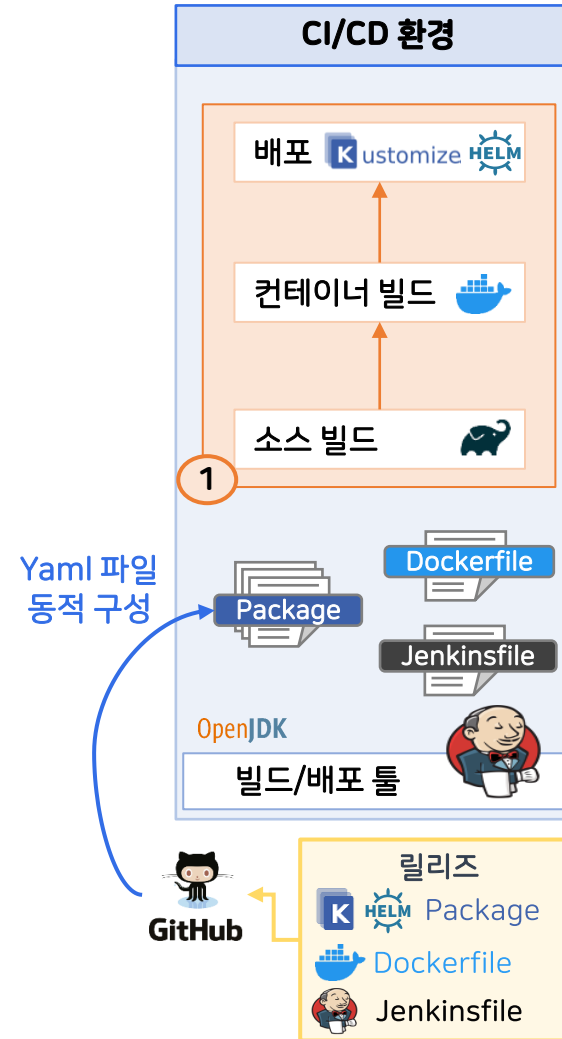 CI/CD 환경
배포 Kustomize HELM
컨테이너 빌드
소스 빌드
1
Yaml 파일
동적 구성
Package
Dockerfile
Jenkinsfile
OpenJDK
빌드/배포 툴
GitHub
릴리즈
K HELM Package
Dockerfile
Jenkinsfile